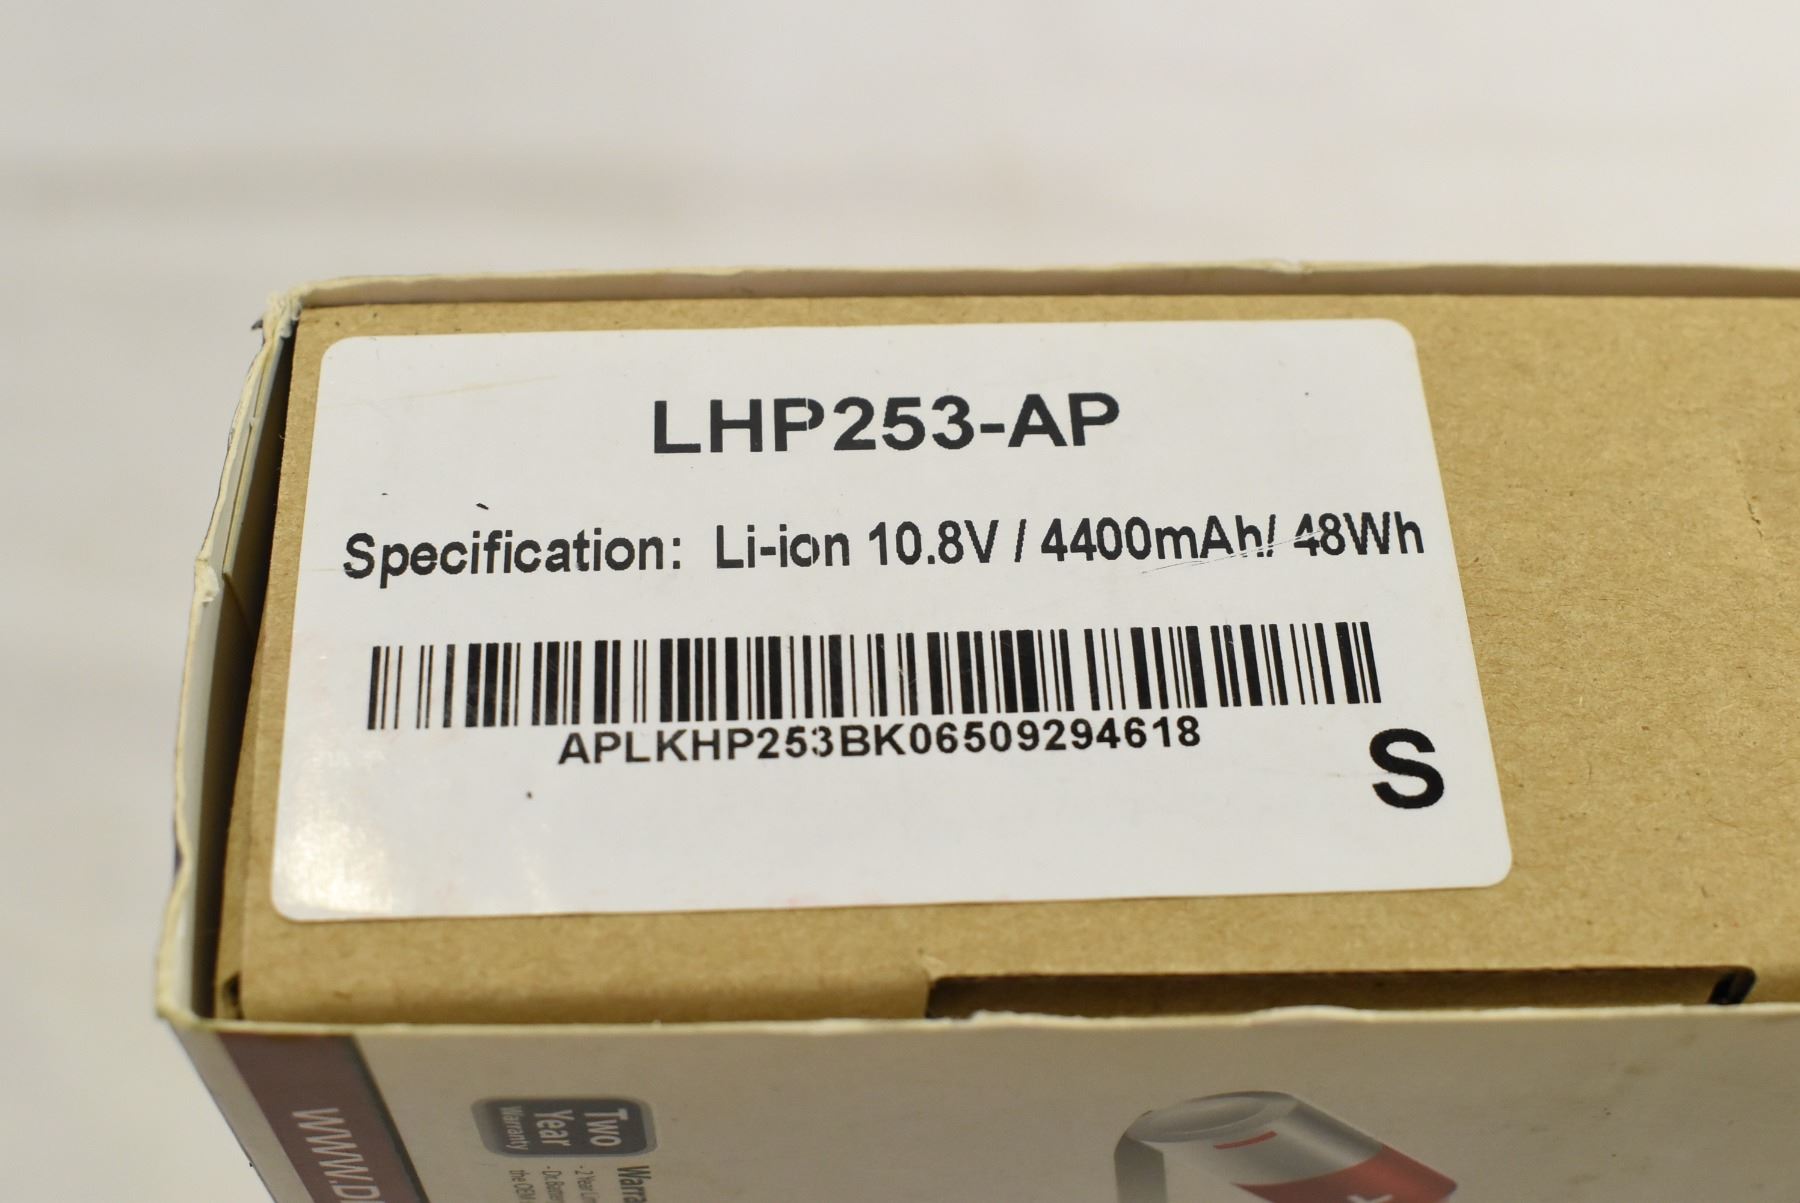 LHP253-AP
Specification: Li-ion 10.8V / 4400mAh/ 48Wh
APLKHP253BK06509294618
S
Two
Year
Warranty